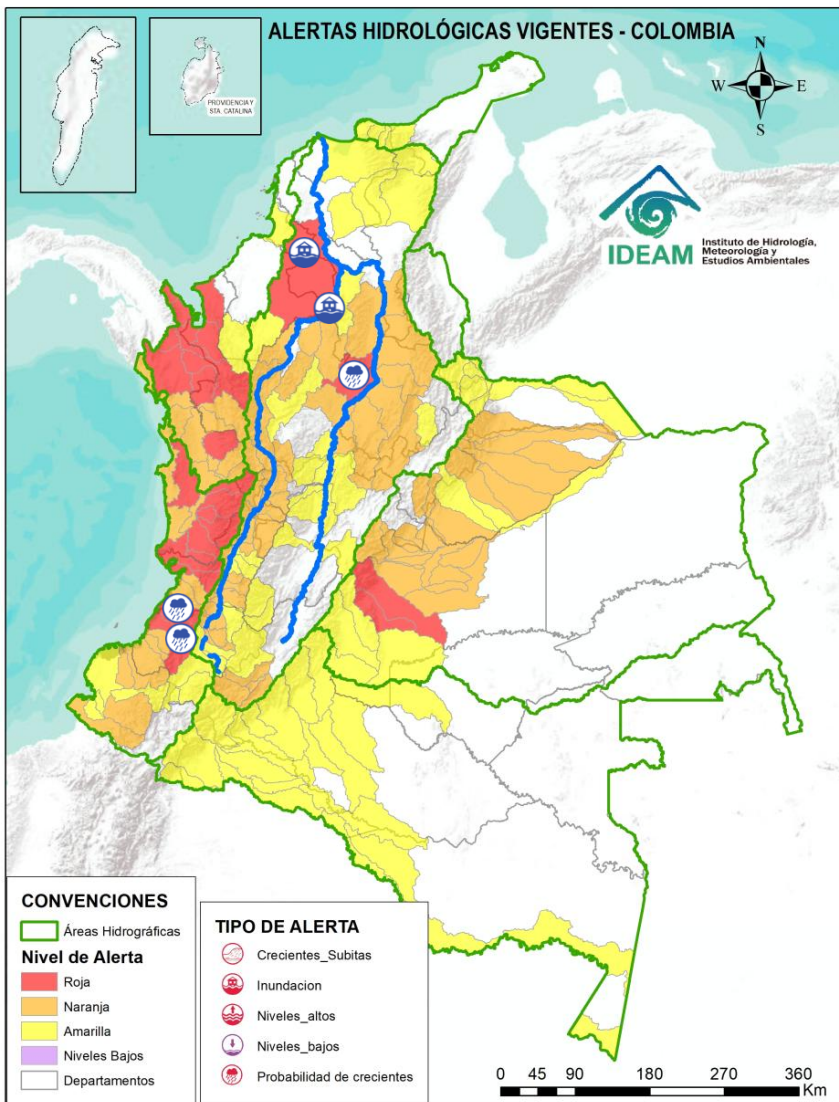 ALERTAS HIDROLÓGICAS VIGENTES - COLOMBIA
PROVIDENCIA Y
STA. CATALINA
N
W
E
S
IDEAM
Instituto de Hidrología,
Meteorología y
Estudios Ambientales
CONVENCIONES
Áreas Hidrográficas
Nivel de Alerta
Roja
Naranja
Amarilla
Niveles Bajos
Departamentos
TIPO DE ALERTA
Crecientes_Subitas
Inundacion
Niveles_altos
Niveles_bajos
Probabilidad de crecientes
0 45 90 180 270 360
Km